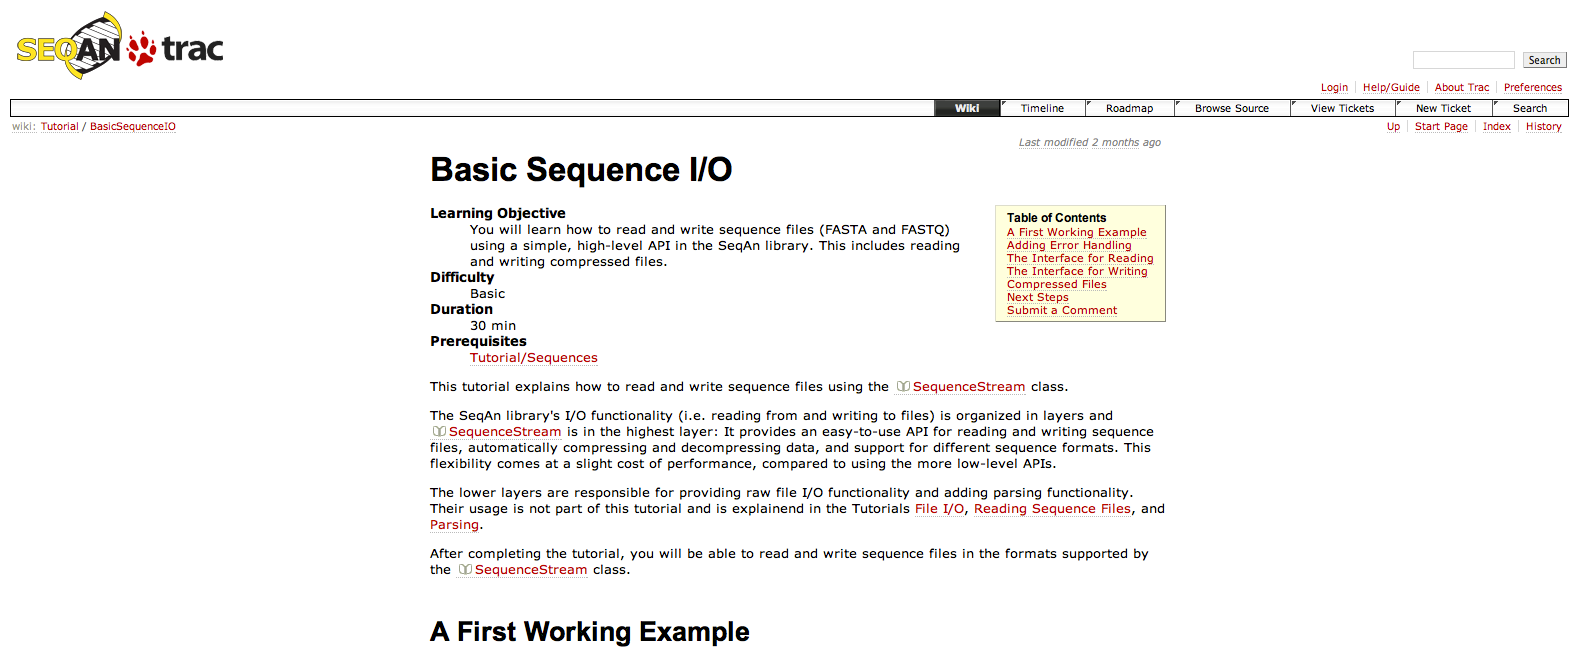 SEQAN trac
Search
Login Help/Guide About Trac Preferences
Wiki Timeline Roadmap Browse Source View Tickets New Ticket Search
wiki: Tutorial / BasicSequenceIO
Up Start Page Index History
Last modified 2 months ago
Basic Sequence I/O
Learning Objective
You will learn how to read and write sequence files (FASTA and FASTQ)
using a simple, high-level API in the SeqAn library. This includes reading
and writing compressed files.
Difficulty
Basic
Duration
30 min
Prerequisites
Tutorial/Sequences
Table of Contents
A First Working Example
Adding Error Handling
The Interface for Reading
The Interface for Writing
Compressed Files
Next Steps
Submit a Comment
This tutorial explains how to read and write sequence files using the SequenceStream class.
The SeqAn library's I/O functionality (i.e. reading from and writing to files) is organized in layers and
SequenceStream is in the highest layer: It provides an easy-to-use API for reading and writing sequence
files, automatically compressing and decompressing data, and support for different sequence formats. This
flexibility comes at a slight cost of performance, compared to using the more low-level APIs.
The lower layers are responsible for providing raw file I/O functionality and adding parsing functionality.
Their usage is not part of this tutorial and is explainend in the Tutorials File I/O, Reading Sequence Files, and
Parsing.
After completing the tutorial, you will be able to read and write sequence files in the formats supported by
the SequenceStream class.
A First Working Example